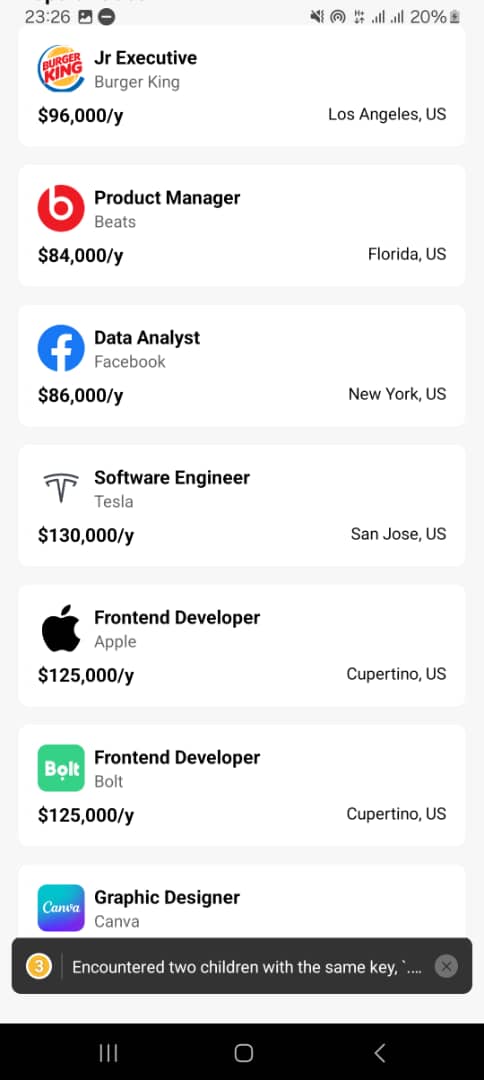 23:26
20%
BURGER
KING
Jr Executive
Burger King
$96,000/y
Los Angeles, US
Product Manager
Beats
$84,000/y
Florida, US
Data Analyst
Facebook
$86,000/y
New York, US
Software Engineer
Tesla
$130,000/y
San Jose, US
Frontend Developer
Apple
$125,000/y
Cupertino, US
Bolt
Frontend Developer
Bolt
$125,000/y
Cupertino, US
Canva
Graphic Designer
Canva
3
Encountered two children with the same key, `....